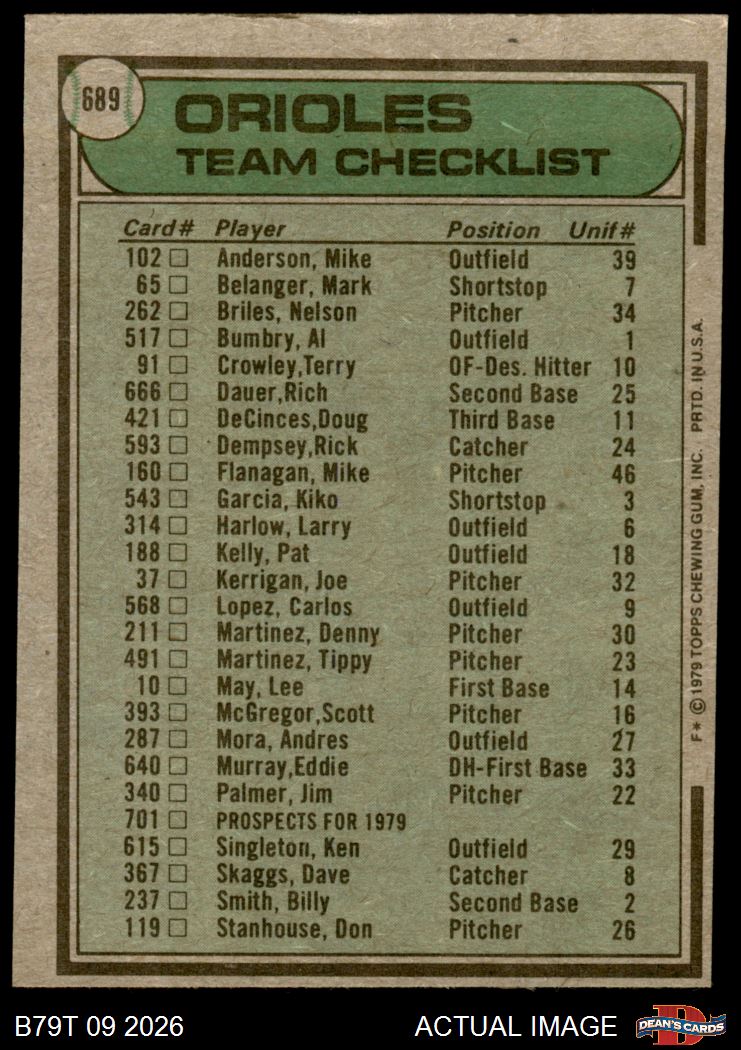 689
ORIOLES
TEAM CHECKLIST
Card# Player Position Unif#
102 □ Anderson, Mike Outfield 39
65 □ Belanger, Mark Shortstop 7
262 □ Briles, Nelson Pitcher 34
517 □ Bumbry, Al Outfield 1
91 □ Crowley,Terry OF-Des. Hitter 10
666 □ Dauer,Rich Second Base 25
421 □ DeCinces,Doug Third Base 11
593 □ Dempsey,Rick Catcher 24
160 □ Flanagan, Mike Pitcher 46
543 □ Garcia, Kiko Shortstop 3
314 □ Harlow, Larry Outfield 6
188 □ Kelly, Pat Outfield 18
37 □ Kerrigan, Joe Pitcher 32
568 □ Lopez, Carlos Outfield 9
211 □ Martinez, Denny Pitcher 30
491 □ Martinez, Tippy Pitcher 23
10 □ May, Lee First Base 14
393 □ McGregor,Scott Pitcher 16
287 □ Mora, Andres Outfield 27
640 □ Murray,Eddie DH-First Base 33
340 □ Palmer, Jim Pitcher 22
701 □ PROSPECTS FOR 1979
615 □ Singleton, Ken Outfield 29
367 □ Skaggs, Dave Catcher 8
237 □ Smith, Billy Second Base 2
119 □ Stanhouse, Don Pitcher 26
F* © 1979 TOPPS CHEWING GUM, INC. PRTD. IN U.S.A.
B79T 09 2026 ACTUAL IMAGE
DEAN'S CARDS